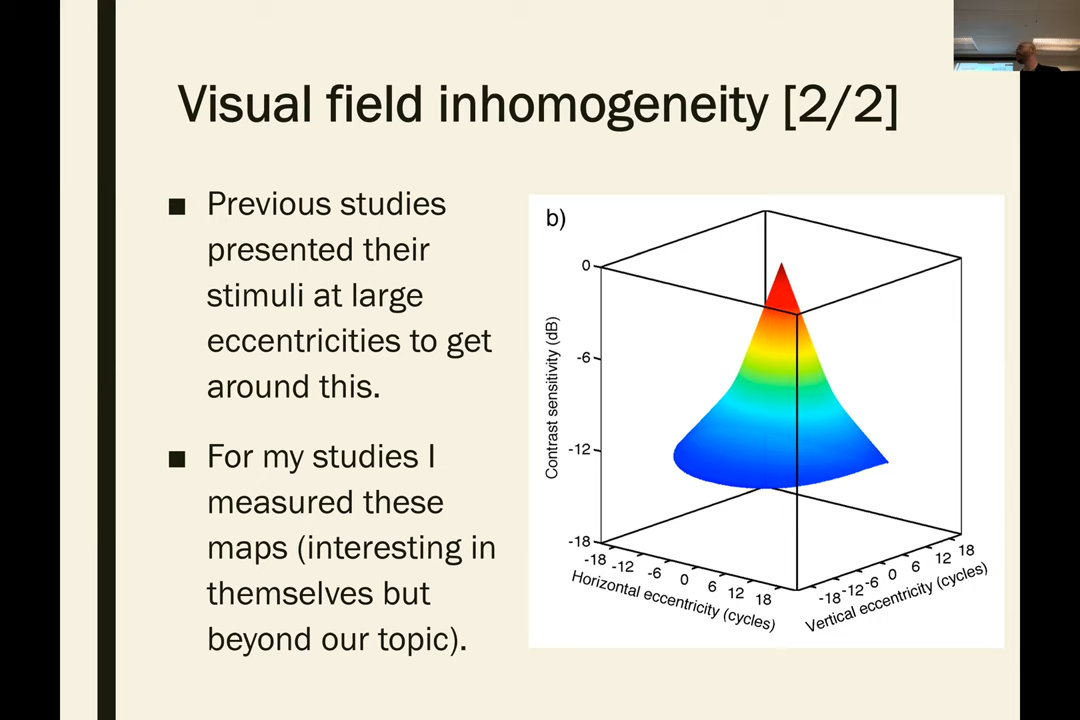 Visual field inhomogeneity [2/2]
■ Previous studies
presented their
stimuli at large
eccentricities to get
around this.
■ For my studies I
measured these
maps (interesting in
themselves but
beyond our topic).
b)
0
-6
-12
-18
Contrast sensitivity (dB)
-18 -12 -6 0 6 12 18
Horizontal eccentricity (cycles)
-18 -12 -6 0 6 12 18
Vertical eccentricity (cycles)